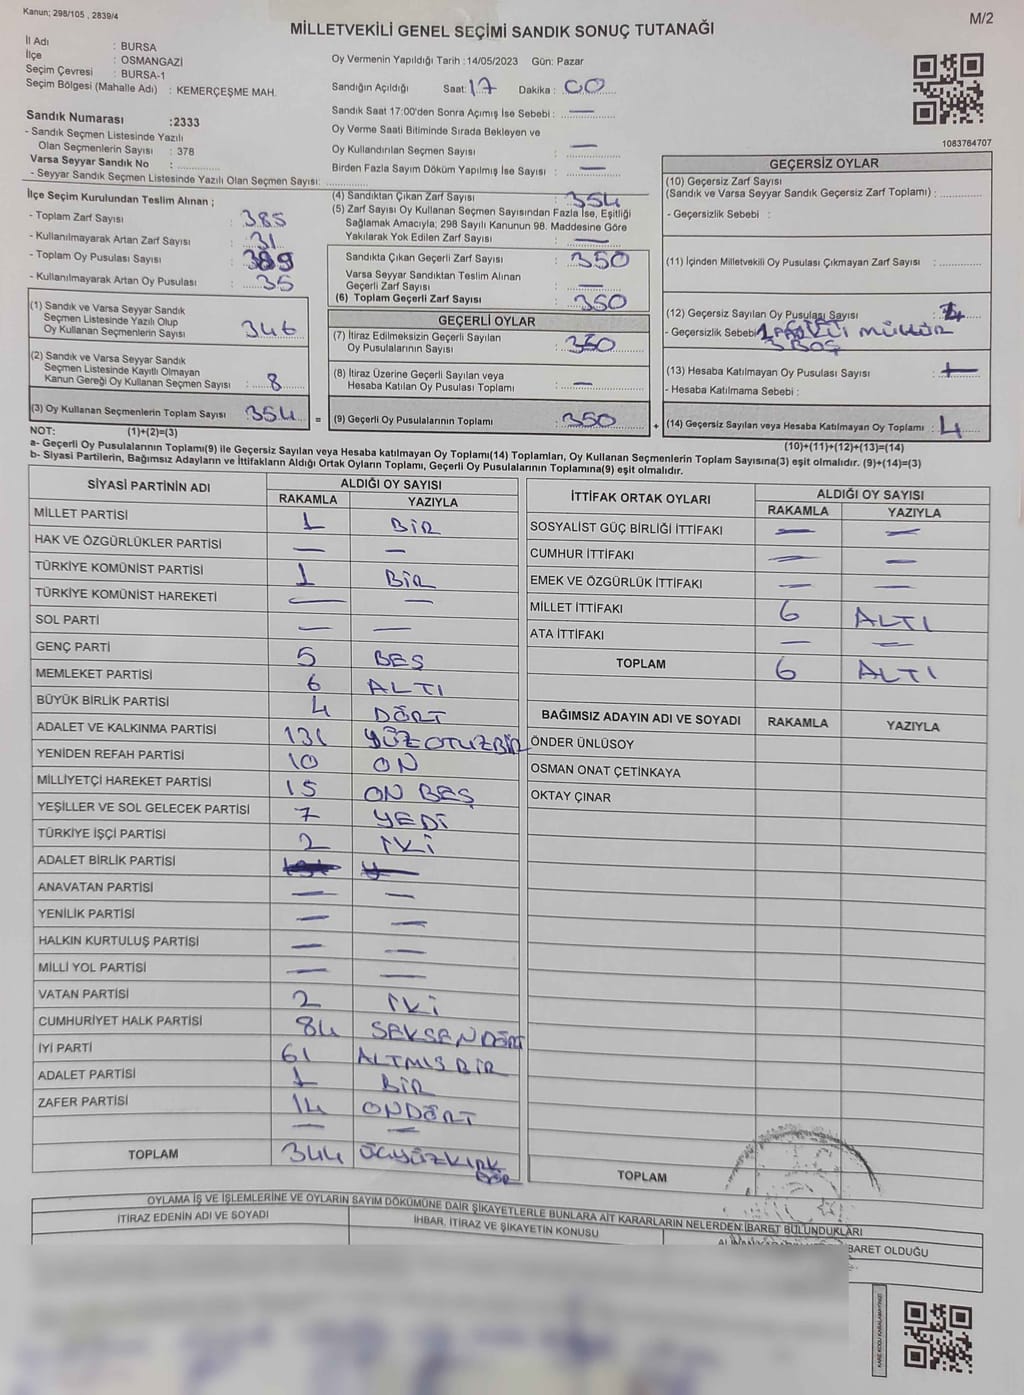 Kanun; 298/105 , 2839/4
M/2
MİLLETVEKİLİ GENEL SEÇİMİ SANDIK SONUÇ TUTANAĞI
İl Adı : BURSA
İlçe : OSMANGAZİ
Seçim Çevresi : BURSA-1
Seçim Bölgesi (Mahalle Adı) : KEMERÇEŞME MAH.
Oy Vermenin Yapıldığı Tarih :14/05/2023 Gün: Pazar
Sandığın Açıldığı Saat: 17 Dakika : 00
Sandık Saat 17:00'den Sonra Açımış İse Sebebi : —
Oy Verme Saati Bitiminde Sırada Bekleyen ve
Oy Kullandırılan Seçmen Sayısı : —
Birden Fazla Sayım Döküm Yapılmış İse Sayısı : —
1083764707
Sandık Numarası :2333
- Sandık Seçmen Listesinde Yazılı
Olan Seçmenlerin Sayısı : 378
Varsa Seyyar Sandık No :
- Seyyar Sandık Seçmen Listesinde Yazılı Olan Seçmen Sayısı:
İlçe Seçim Kurulundan Teslim Alınan ;
- Toplam Zarf Sayısı : 385
- Kullanılmayarak Artan Zarf Sayısı : 31
- Toplam Oy Pusulası Sayısı : 389
- Kullanılmayarak Artan Oy Pusulası : 35
(1) Sandık ve Varsa Seyyar Sandık
Seçmen Listesinde Yazılı Olup
Oy Kullanan Seçmenlerin Sayısı : 346
(2) Sandık ve Varsa Seyyar Sandık
Seçmen Listesinde Kayıtlı Olmayan
Kanun Gereği Oy Kullanan Seçmen Sayısı : 8
(3) Oy Kullanan Seçmenlerin Toplam Sayısı : 354
(4) Sandıktan Çıkan Zarf Sayısı : 354
(5) Zarf Sayısı Oy Kullanan Seçmen Sayısından Fazla İse, Eşitliği
Sağlamak Amacıyla; 298 Sayılı Kanunun 98. Maddesine Göre
Yakılarak Yok Edilen Zarf Sayısı : —
Sandıkta Çıkan Geçerli Zarf Sayısı : 350
Varsa Seyyar Sandıktan Teslim Alınan
Geçerli Zarf Sayısı : —
(6) Toplam Geçerli Zarf Sayısı : 350
GEÇERLİ OYLAR
(7) İtiraz Edilmeksizin Geçerli Sayılan
Oy Pusulalarının Sayısı : 350
(8) İtiraz Üzerine Geçerli Sayılan veya
Hesaba Katılan Oy Pusulası Toplamı : —
= (9) Geçerli Oy Pusulalarının Toplamı : 350
GEÇERSİZ OYLAR
(10) Geçersiz Zarf Sayısı
(Sandık ve Varsa Seyyar Sandık Geçersiz Zarf Toplamı) :
- Geçersizlik Sebebi :
(11) İçinden Milletvekili Oy Pusulası Çıkmayan Zarf Sayısı :
(12) Geçersiz Sayılan Oy Pusulası Sayısı : 4
- Geçersizlik Sebebi MÜHÜR
3 BOŞ
(13) Hesaba Katılmayan Oy Pusulası Sayısı :
- Hesaba Katılmama Sebebi :
+ (14) Geçersiz Sayılan veya Hesaba Katılmayan Oy Toplamı : 4
NOT: (1)+(2)=(3)
(10)+(11)+(12)+(13)=(14)
a- Geçerli Oy Pusulalarının Toplamı(9) ile Geçersiz Sayılan veya Hesaba katılmayan Oy Toplamı(14) Toplamları, Oy Kullanan Seçmenlerin Toplam Sayısına(3) eşit olmalıdır. (9)+(14)=(3)
b- Siyasi Partilerin, Bağımsız Adayların ve İttifakların Aldığı Ortak Oyların Toplamı, Geçerli Oy Pusulalarının Toplamına(9) eşit olmalıdır.
SİYASİ PARTİNİN ADI ALDIĞI OY SAYISI
RAKAMLA YAZIYLA
MİLLET PARTİSİ 1 BİR
HAK VE ÖZGÜRLÜKLER PARTİSİ — —
TÜRKİYE KOMÜNİST PARTİSİ 1 BİR
TÜRKİYE KOMÜNİST HAREKETİ — —
SOL PARTİ — —
GENÇ PARTİ 5 BEŞ
MEMLEKET PARTİSİ 6 ALTI
BÜYÜK BİRLİK PARTİSİ 4 DÖRT
ADALET VE KALKINMA PARTİSİ 131 YÜZOTUZBİR
YENİDEN REFAH PARTİSİ 10 ON
MİLLİYETÇİ HAREKET PARTİSİ 15 ON BEŞ
YEŞİLLER VE SOL GELECEK PARTİSİ 7 YEDİ
TÜRKİYE İŞÇİ PARTİSİ 2 İKİ
ADALET BİRLİK PARTİSİ
ANAVATAN PARTİSİ — —
YENİLİK PARTİSİ — —
HALKIN KURTULUŞ PARTİSİ — —
MİLLİ YOL PARTİSİ — —
VATAN PARTİSİ 2 İKİ
CUMHURİYET HALK PARTİSİ 84 SEKSENDÖRT
İYİ PARTİ 61 ALTMIŞ BİR
ADALET PARTİSİ 1 BİR
ZAFER PARTİSİ 14 ONDÖRT
— —
TOPLAM 344 ÜÇYÜZKIRK
İTTİFAK ORTAK OYLARI ALDIĞI OY SAYISI
RAKAMLA YAZIYLA
SOSYALİST GÜÇ BİRLİĞİ İTTİFAKI — —
CUMHUR İTTİFAKI — —
EMEK VE ÖZGÜRLÜK İTTİFAKI — —
MİLLET İTTİFAKI 6 ALTI
ATA İTTİFAKI — —
TOPLAM 6 ALTI
BAĞIMSIZ ADAYIN ADI VE SOYADI RAKAMLA YAZIYLA
ÖNDER ÜNLÜSOY
OSMAN ONAT ÇETİNKAYA
OKTAY ÇINAR
TOPLAM
OYLAMA İŞ VE İŞLEMLERİNE VE OYLARIN SAYIM DÖKÜMÜNE DAİR ŞİKAYETLERLE BUNLARA AİT KARARLARIN NELERDEN İBARET BULUNDUKLARI
İTİRAZ EDENİN ADI VE SOYADI
İHBAR, İTİRAZ VE ŞİKAYETİN KONUSU
BARET OLDUĞU
KARE KODU KARALAMAYINIZ!